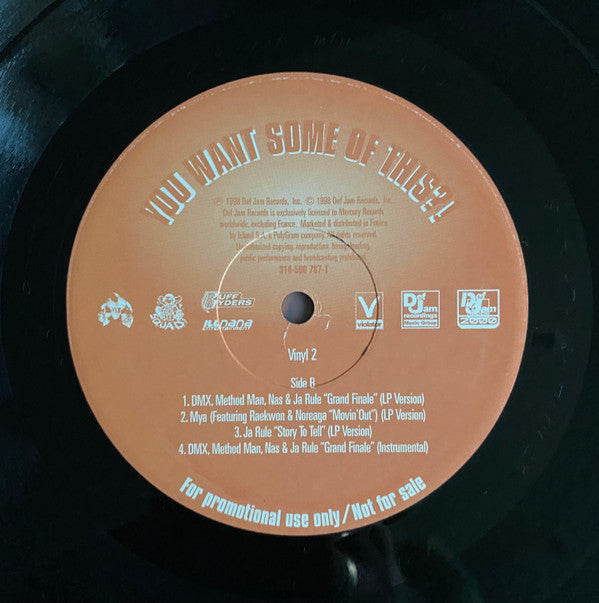 YOU WANT SOME OF THIS?!
℗ 1998 Def Jam Records, Inc. © 1998 Def Jam Records, Inc.
Def Jam Records is exclusively licensed to Mercury Records
worldwide, excluding France. Marketed & distributed in France
by Island S.A. a PolyGram company. All rights reserved.
Unauthorized copying, reproduction, hiring, lending,
public performance and broadcasting prohibited.
314-566 787-1
SQUAD
RUFF RYDERS
Violator
Def Jam recordings
Music Group
Def Jam
2000
Vinyl 2
Side B
1. DMX, Method Man, Nas & Ja Rule "Grand Finale" (LP Version)
2. Mya (Featuring Raekwon & Noreaga "Movin' Out") (LP Version)
3. Ja Rule "Story To Tell" (LP Version)
4. DMX, Method Man, Nas & Ja Rule "Grand Finale" (Instrumental)
For promotional use only/Not for sale